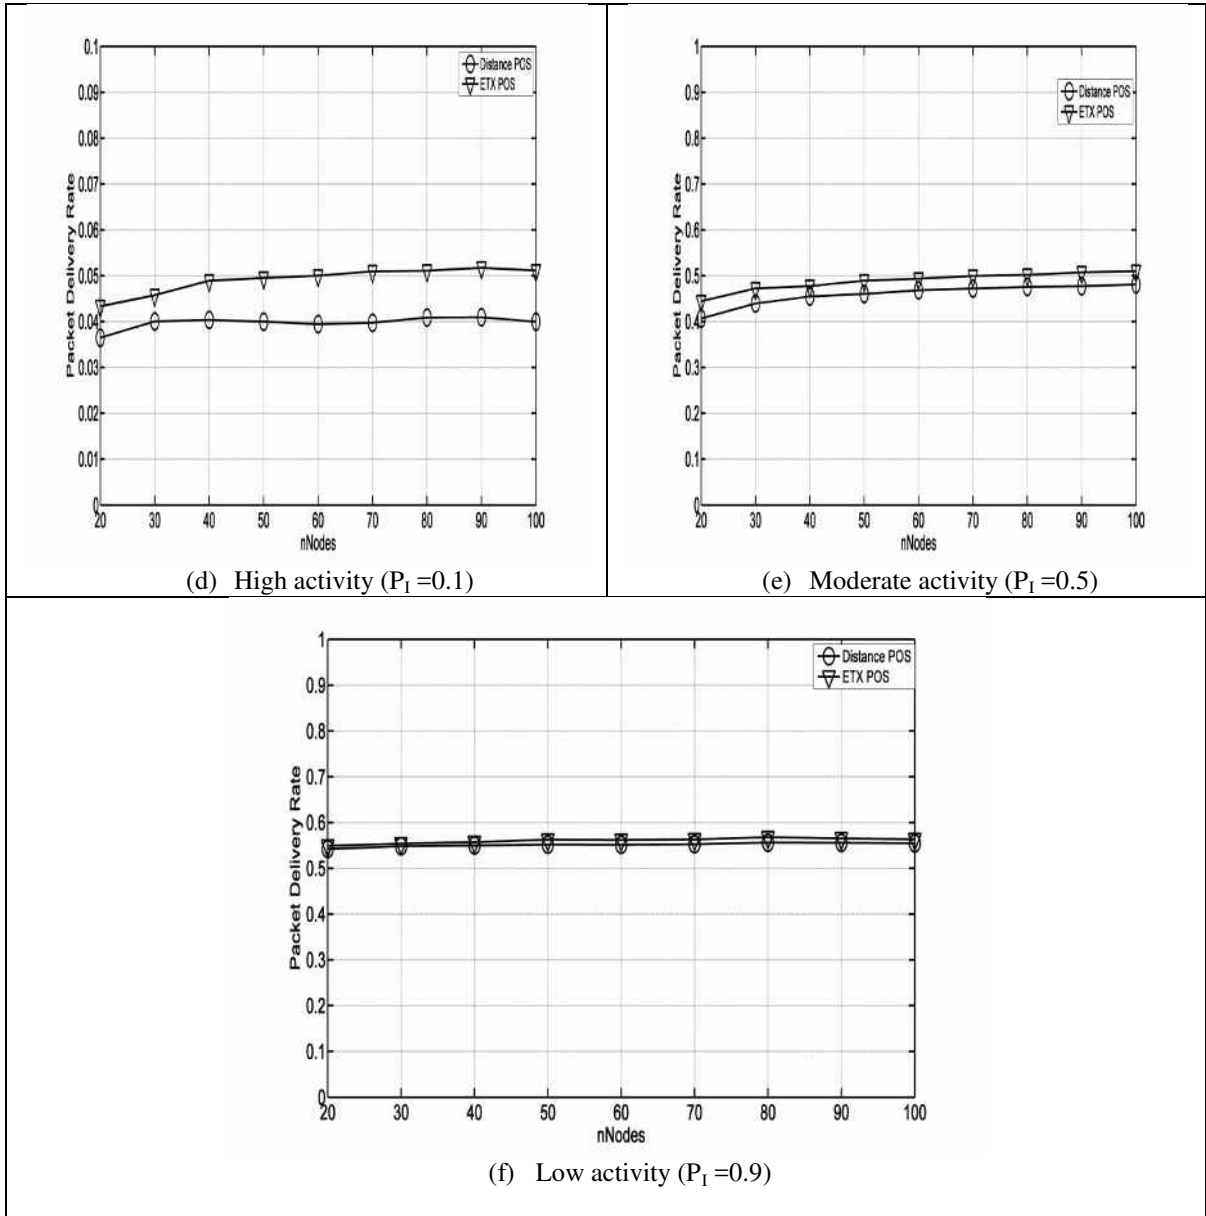 0.1
0.09
0.08
0.07
0.06
0.05
0.04
0.03
0.02
0.01
0
Packet Delivery Rate
20 30 40 50 60 70 80 90 100
nNodes
Distance POS
ETX POS
(d) High activity (P_I =0.1)
1
0.9
0.8
0.7
0.6
0.5
0.4
0.3
0.2
0.1
0
Packet Delivery Rate
20 30 40 50 60 70 80 90 100
nNodes
Distance POS
ETX POS
(e) Moderate activity (P_I =0.5)
1
0.9
0.8
0.7
0.6
0.5
0.4
0.3
0.2
0.1
0
Packet Delivery Rate
20 30 40 50 60 70 80 90 100
nNodes
Distance POS
ETX POS
(f) Low activity (P_I =0.9)